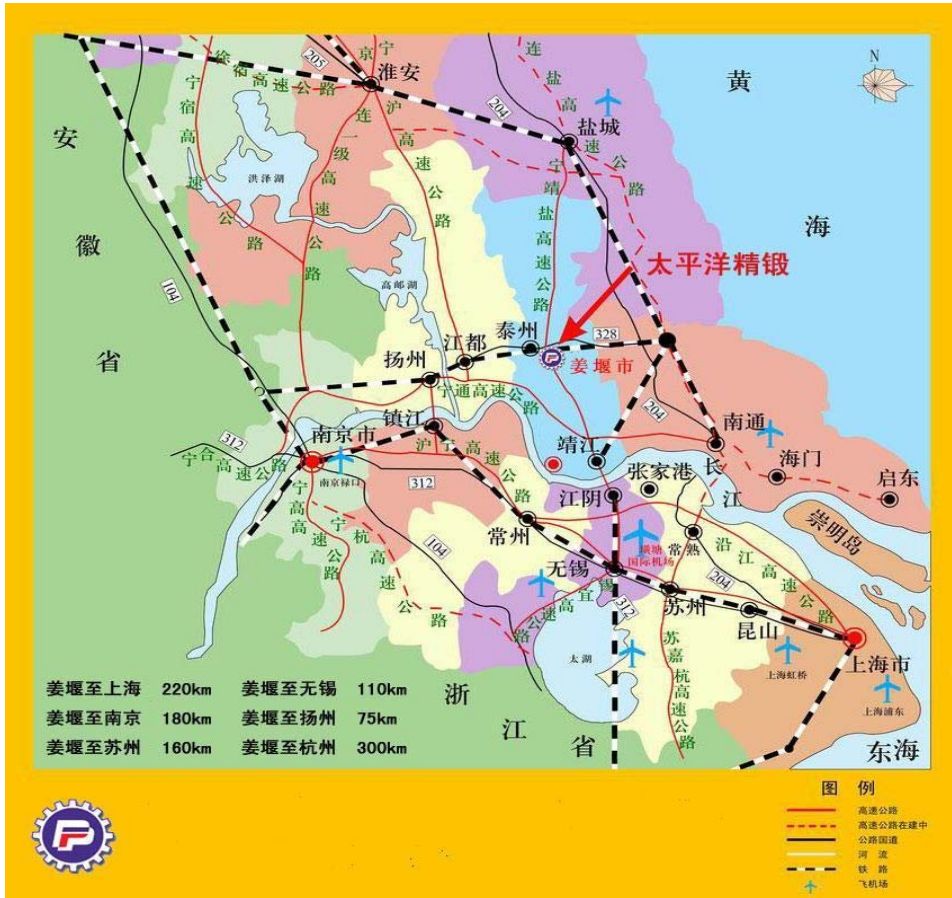 黄
海
N
安
徽
省
徐宿高速公路
宁宿高速公路
205
京沪高速公路
宁连一级高速公路
淮安
204
连盐高速公路
盐城
宁靖盐高速公路
洪泽湖
高邮湖
104
太平洋精锻
泰州
328
姜堰市
江都
扬州
宁通高速公路
204
镇江
南京市
312
宁合高速公路
南京禄口
沪宁高速公路
312
宁高高速公路
宁杭高速公路
104
靖江
南通
海门
启东
长江
张家港
江阴
崇明岛
常州
硕塘
国际机场
常熟
沿江高速公路
无锡
锡宜高速公路
312
204
苏州
昆山
苏嘉杭高速公路
太湖
上海虹桥
上海市
上海浦东
浙
江
省
东海
姜堰至上海 220km 姜堰至无锡 110km
姜堰至南京 180km 姜堰至扬州 75km
姜堰至苏州 160km 姜堰至杭州 300km
图 例
高速公路
高速公路在建中
公路国道
河 流
铁 路
飞机场